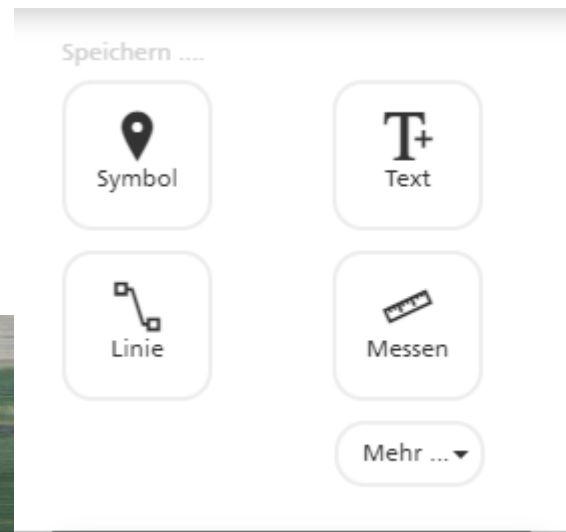 Speichern ....
Symbol
Text
Linie
Messen
Mehr ...